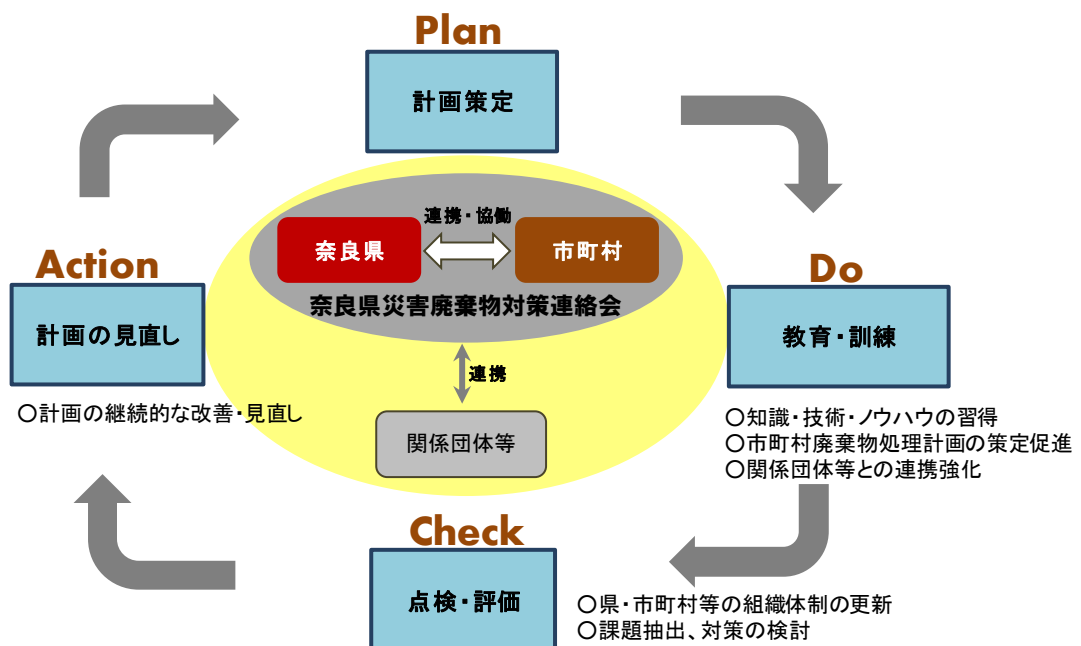 Plan
計画策定
連携・協働
奈良県
市町村
奈良県災害廃棄物対策連絡会
連携
関係団体等
Do
教育・訓練
○知識・技術・ノウハウの習得
○市町村廃棄物処理計画の策定促進
○関係団体等との連携強化
Check
点検・評価
○県・市町村等の組織体制の更新
○課題抽出、対策の検討
Action
計画の見直し
○計画の継続的な改善・見直し